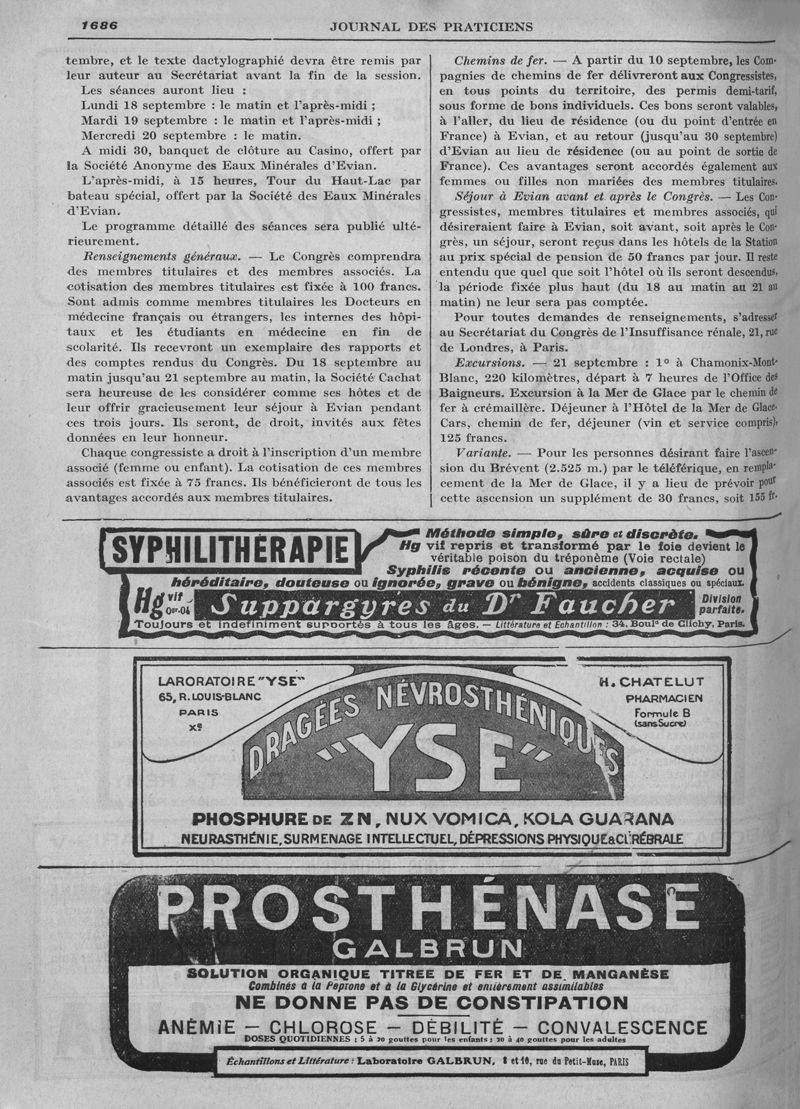 1686
JOURNAL DES PRATICIENS
tembre, et le texte dactylographié devra être remis par
leur auteur au Secrétariat avant la fin de la session.
Les séances auront lieu :
Lundi 18 septembre : le matin et l'après-midi ;
Mardi 19 septembre : le matin et l'après-midi ;
Mercredi 20 septembre : le matin.
A midi 30, banquet de clôture au Casino, offert par
la Société Anonyme des Eaux Minérales d'Evian.
L'après-midi, à 15 heures, Tour du Haut-Lac par
bateau spécial, offert par la Société des Eaux Minérales
d'Evian.
Le programme détaillé des séances sera publié ulté-
rieurement.
Renseignements généraux. — Le Congrès comprendra
des membres titulaires et des membres associés. La
cotisation des membres titulaires est fixée à 100 francs.
Sont admis comme membres titulaires les Docteurs en
médecine français ou étrangers, les internes des hôpi-
taux et les étudiants en médecine en fin de
scolarité. Ils recevront un exemplaire des rapports et
des comptes rendus du Congrès. Du 18 septembre au
matin jusqu'au 21 septembre au matin, la Société Cachat
sera heureuse de les considérer comme ses hôtes et de
leur offrir gracieusement leur séjour à Evian pendant
ces trois jours. Ils seront, de droit, invités aux fêtes
données en leur honneur.
Chaque congressiste a droit à l'inscription d'un membre
associé (femme ou enfant). La cotisation de ces membres
associés est fixée à 75 francs. Ils bénéficieront de tous les
avantages accordés aux membres titulaires.
Chemins de fer. — A partir du 10 septembre, les Com-
pagnies de chemins de fer délivreront aux Congressistes,
en tous points du territoire, des permis demi-tarif,
sous forme de bons individuels. Ces bons seront valables,
à l'aller, du lieu de résidence (ou du point d'entrée en
France) à Evian, et au retour (jusqu'au 30 septembre)
d'Evian au lieu de résidence (ou au point de sortie de
France). Ces avantages seront accordés également aux
femmes ou filles non mariées des membres titulaires.
Séjour à Evian avant et après le Congrès. — Les Con-
gressistes, membres titulaires et membres associés, qui
désireraient faire à Evian, soit avant, soit après le Con-
grès, un séjour, seront reçus dans les hôtels de la Station
au prix spécial de pension de 50 francs par jour. Il reste
entendu que quel que soit l'hôtel où ils seront descendus,
la période fixée plus haut (du 18 au matin au 21 au
matin) ne leur sera pas comptée.
Pour toutes demandes de renseignements, s'adresser
au Secrétariat du Congrès de l'Insuffisance rénale, 21, rue
de Londres, à Paris.
Excursions. — 21 septembre : 1° à Chamonix-Mont-
Blanc, 220 kilomètres, départ à 7 heures de l'Office des
Baigneurs. Excursion à la Mer de Glace par le chemin de
fer à crémaillère. Déjeuner à l'Hôtel de la Mer de Glace.
Cars, chemin de fer, déjeuner (vin et service compris),
125 francs.
Variante. — Pour les personnes désirant faire l'ascen-
sion du Brévent (2.525 m.) par le téléférique, en rempla-
cement de la Mer de Glace, il y a lieu de prévoir pour
cette ascension un supplément de 30 francs, soit 155 fr.
SYPHILITHÉRAPIE
Méthode simple, sûre et discrète.
Hg vif repris et transformé par le foie devient le
véritable poison du tréponème (Voie rectale)
Syphilis récente ou ancienne, acquise ou
héréditaire, douteuse ou ignorée, grave ou bénigne, accidents classiques ou spéciaux.
Hg vif 0gr.04 Suppargyres du Dr Faucher Division parfaite.
Toujours et indéfiniment supportés à tous les âges. — Littérature et Echantillon : 34, Bould de Clichy, Paris.
LARORATOIRE "YSE"
65, R. LOUIS-BLANC
PARIS
Xe
H. CHATELUT
PHARMACIEN
Formule B
(sans Sucre)
DRAGÉES NÉVROSTHÉNIQUES
"YSE"
PHOSPHURE DE ZN, NUX VOMICA, KOLA GUARANA
NEURASTHÉNIE, SURMENAGE INTELLECTUEL, DÉPRESSIONS PHYSIQUE & CÉRÉBRALE
PROSTHÉNASE
GALBRUN
SOLUTION ORGANIQUE TITRÉE DE FER ET DE MANGANÈSE
Combinés à la Peptone et à la Glycérine et entièrement assimilables
NE DONNE PAS DE CONSTIPATION
ANÉMIE — CHLOROSE — DÉBILITÉ — CONVALESCENCE
DOSES QUOTIDIENNES : 5 à 20 gouttes pour les enfants ; 20 à 40 gouttes pour les adultes
Échantillons et Littérature : Laboratoire GALBRUN, 8 et 10, rue du Petit-Musc, PARIS